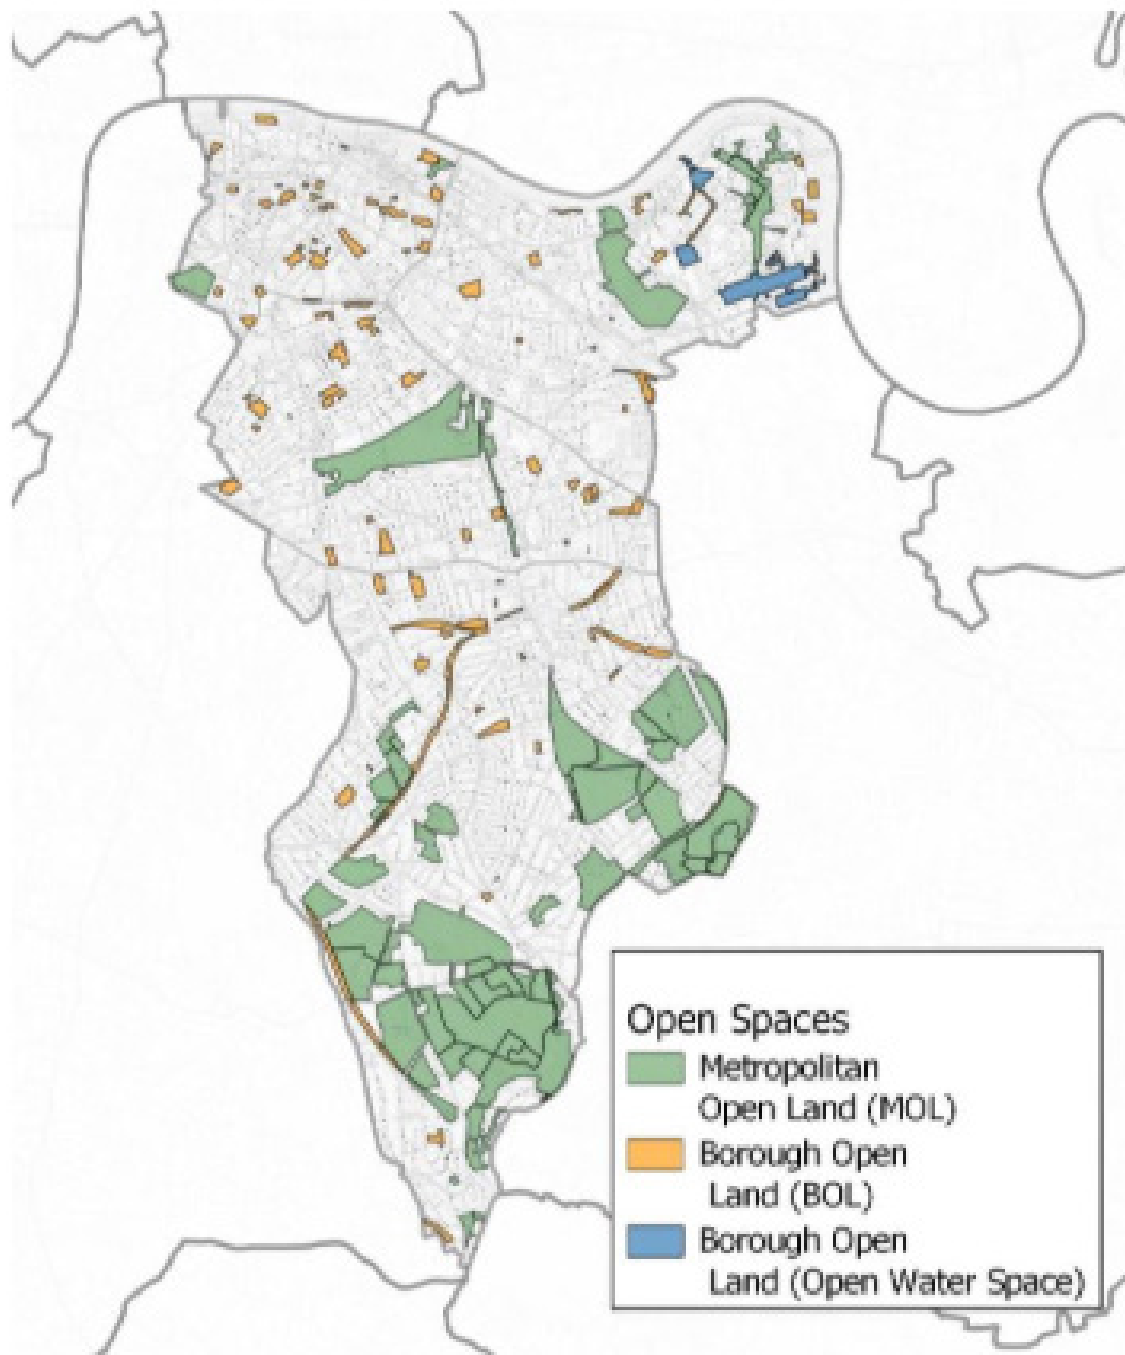 Open Spaces
Metropolitan
Open Land (MOL)
Borough Open
Land (BOL)
Borough Open
Land (Open Water Space)